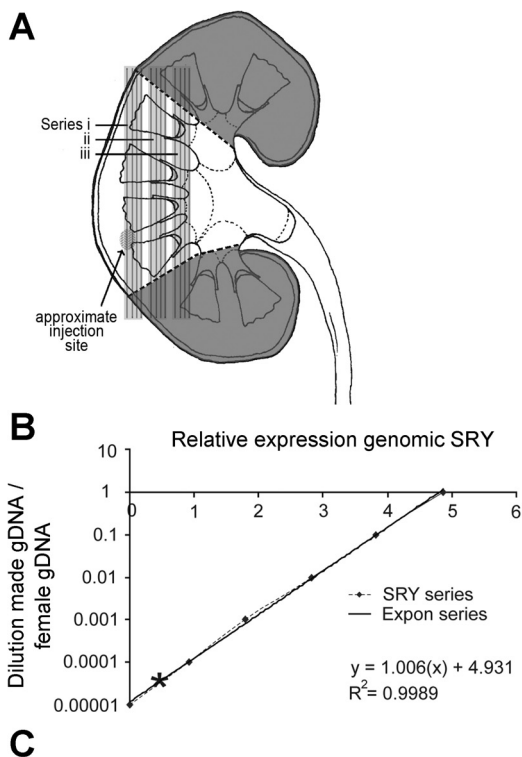 A
Series i
ii
iii
approximate
injection
site
B
Relative expression genomic SRY
Dilution made gDNA /
female gDNA
10
1
0.1
0.01
0.001
0.0001
0.00001
0 1 2 3 4 5 6
SRY series
Expon series
*
y = 1.006(x) + 4.931
R2= 0.9989
C